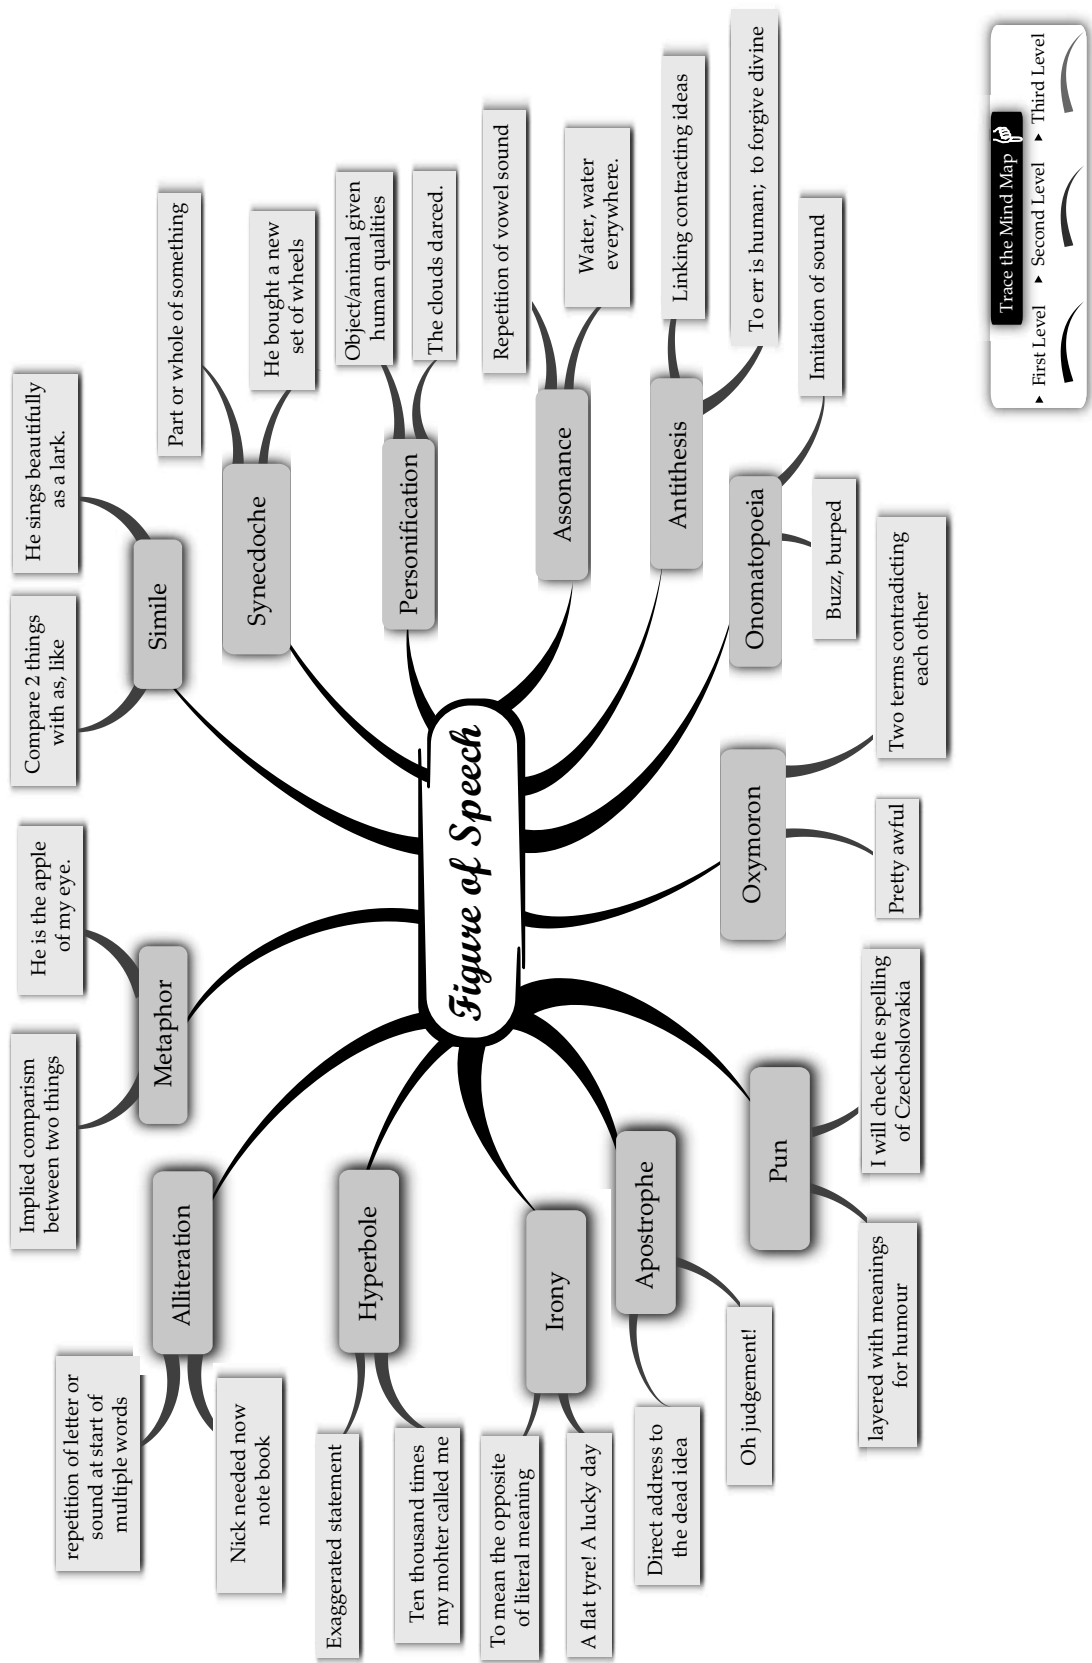 Figure of Speech
Implied comparism
between two things
He is the apple
of my eye.
Metaphor
Compare 2 things
with as, like
He sings beautifully
as a lark.
Simile
Part or whole of something
He bought a new
set of wheels
Synecdoche
Object/animal given
human qualities
The clouds darced.
Personification
Repetition of vowel sound
Water, water
everywhere.
Assonance
Linking contracting ideas
To err is human; to forgive divine
Antithesis
Imitation of sound
Buzz, burped
Onomatopoeia
Two terms contradicting
each other
Pretty awful
Oxymoron
I will check the spelling
of Czechoslovakia
layered with meanings
for humour
Pun
Oh judgement!
Direct address to
the dead idea
Apostrophe
A flat tyre! A lucky day
To mean the opposite
of literal meaning
Irony
Ten thousand times
my mohter called me
Exaggerated statement
Hyperbole
Nick needed now
note book
repetition of letter or
sound at start of
multiple words
Alliteration
Trace the Mind Map
First Level
Second Level
Third Level